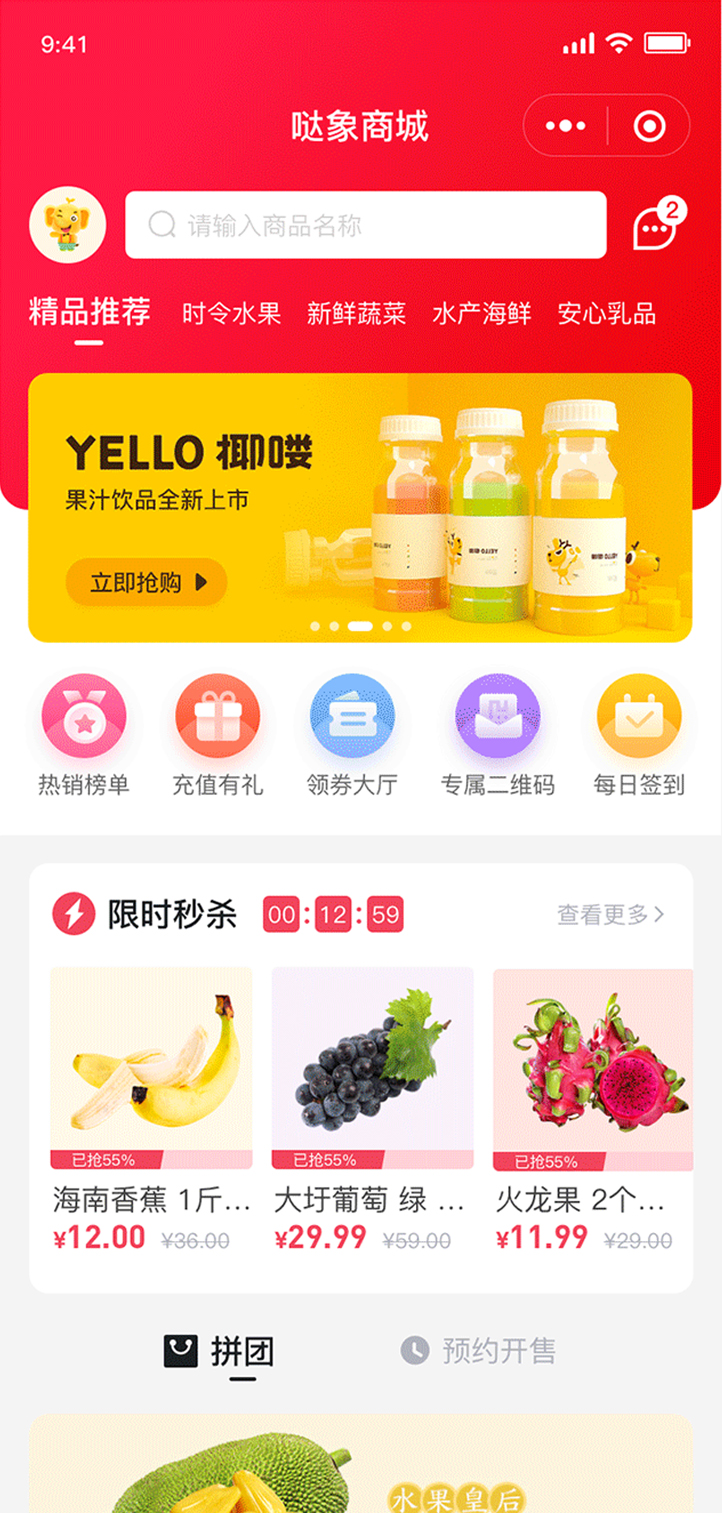 9:41
哒象商城
请输入商品名称
2
精品推荐 时令水果 新鲜蔬菜 水产海鲜 安心乳品
YELLO 揶喽
果汁饮品全新上市
立即抢购
热销榜单 充值有礼 领券大厅 专属二维码 每日签到
限时秒杀 00:12:59 查看更多
已抢55% 已抢55% 已抢55%
海南香蕉 1斤... 大圩葡萄 绿 ... 火龙果 2个...
¥12.00 ¥36.00 ¥29.99 ¥59.00 ¥11.99 ¥29.00
拼团 预约开售
水果皇后